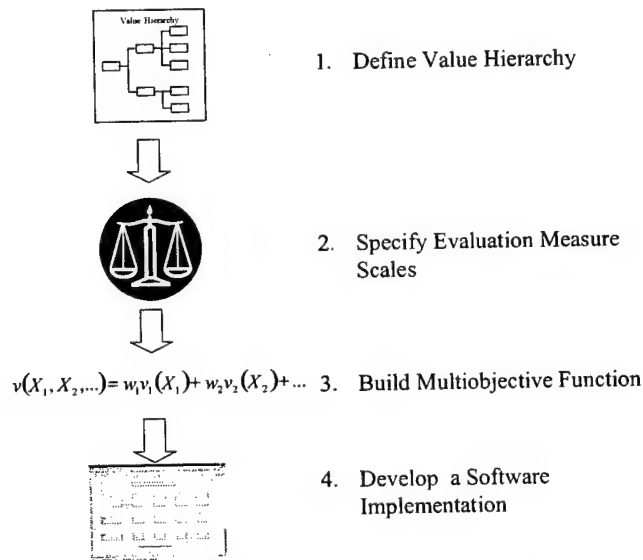 Value Hierarchy
1. Define Value Hierarchy
2. Specify Evaluation Measure
Scales
v(X₁, X₂,...)= w₁v₁(X₁)+ w₂v₂(X₂)+...
3. Build Multiobjective Function
4. Develop a Software
Implementation